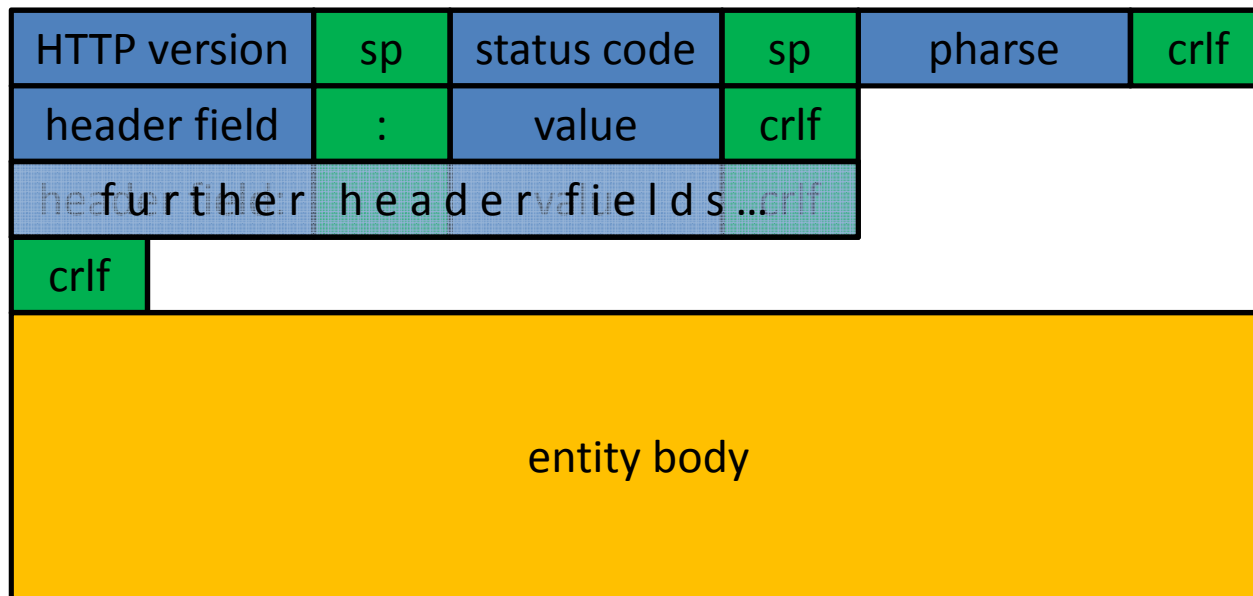 HTTP version sp status code sp pharse crlf
header field : value crlf
further header fields...
crlf
entity body